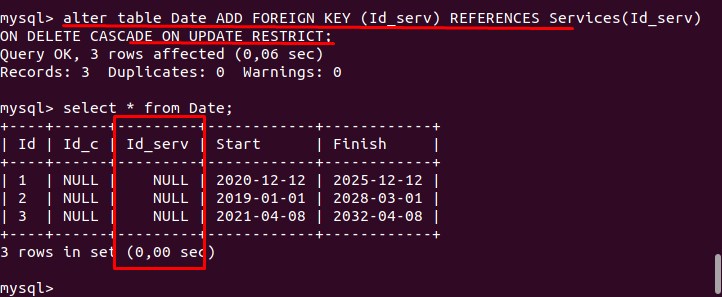 mysql> alter table Date ADD FOREIGN KEY (Id_serv) REFERENCES Services(Id_serv)
ON DELETE CASCADE ON UPDATE RESTRICT;
Query OK, 3 rows affected (0,06 sec)
Records: 3  Duplicates: 0  Warnings: 0
mysql> select * from Date;
+----+------+---------+------------+------------+
| Id | Id_c | Id_serv | Start      | Finish     |
+----+------+---------+------------+------------+
| 1 | NULL |    NULL | 2020-12-12 | 2025-12-12 |
| 2 | NULL |    NULL | 2019-01-01 | 2028-03-01 |
| 3 | NULL |    NULL | 2021-04-08 | 2032-04-08 |
+----+------+---------+------------+------------+
3 rows in set (0,00 sec)
mysql>